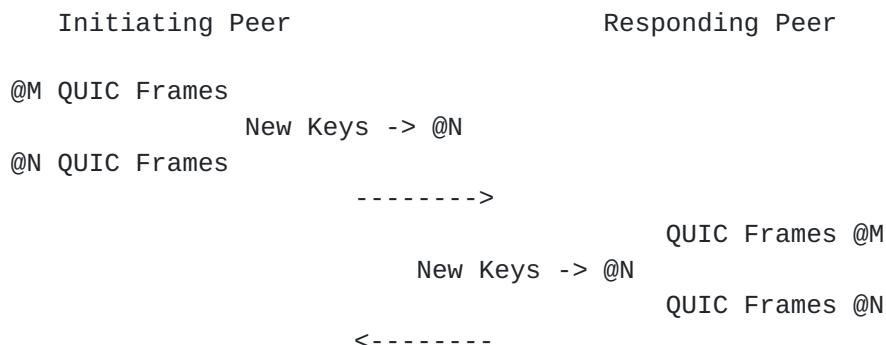 Initiating Peer                    Responding Peer
@M QUIC Frames
New Keys -> @N
@N QUIC Frames
-------->
QUIC Frames @M
New Keys -> @N
QUIC Frames @N
<--------